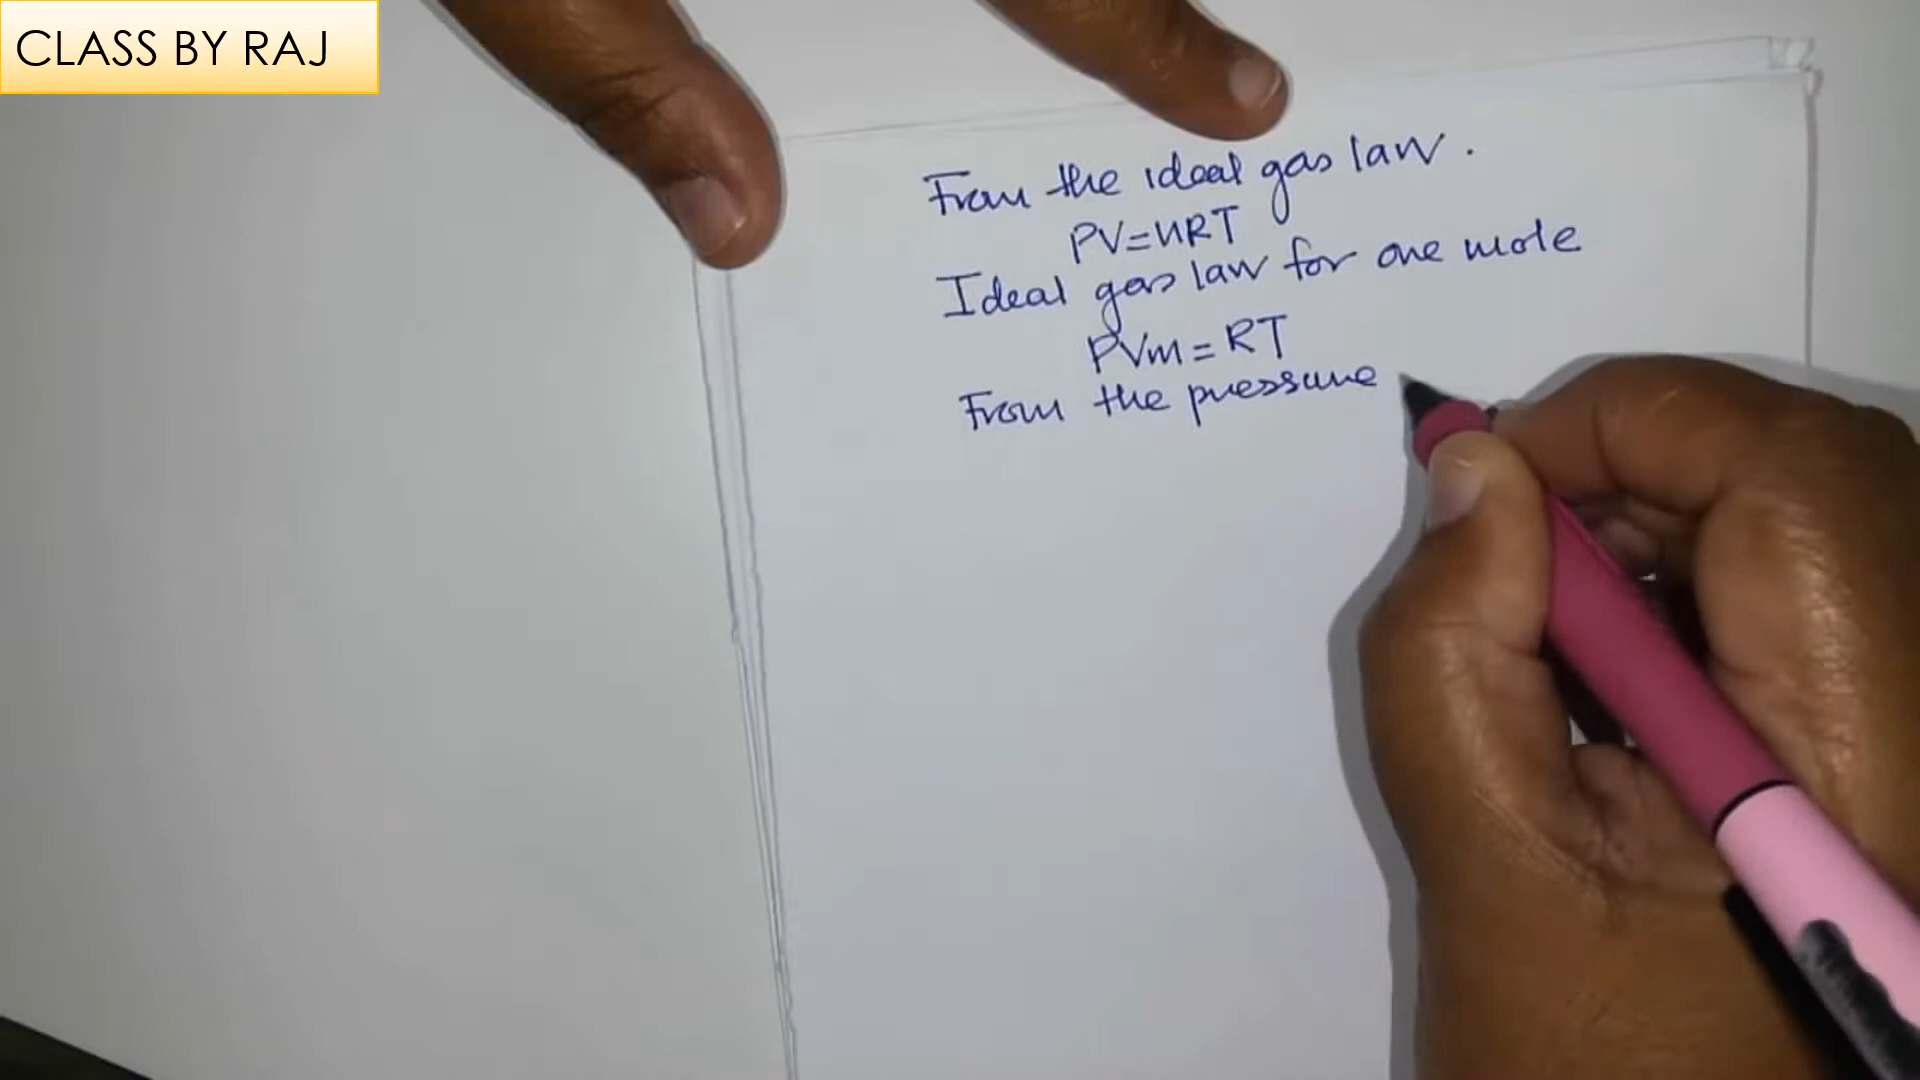 CLASS BY RAJ
From the ideal gas law.
PV=nRT
Ideal gas law for one mole
PVm=RT
From the pressure